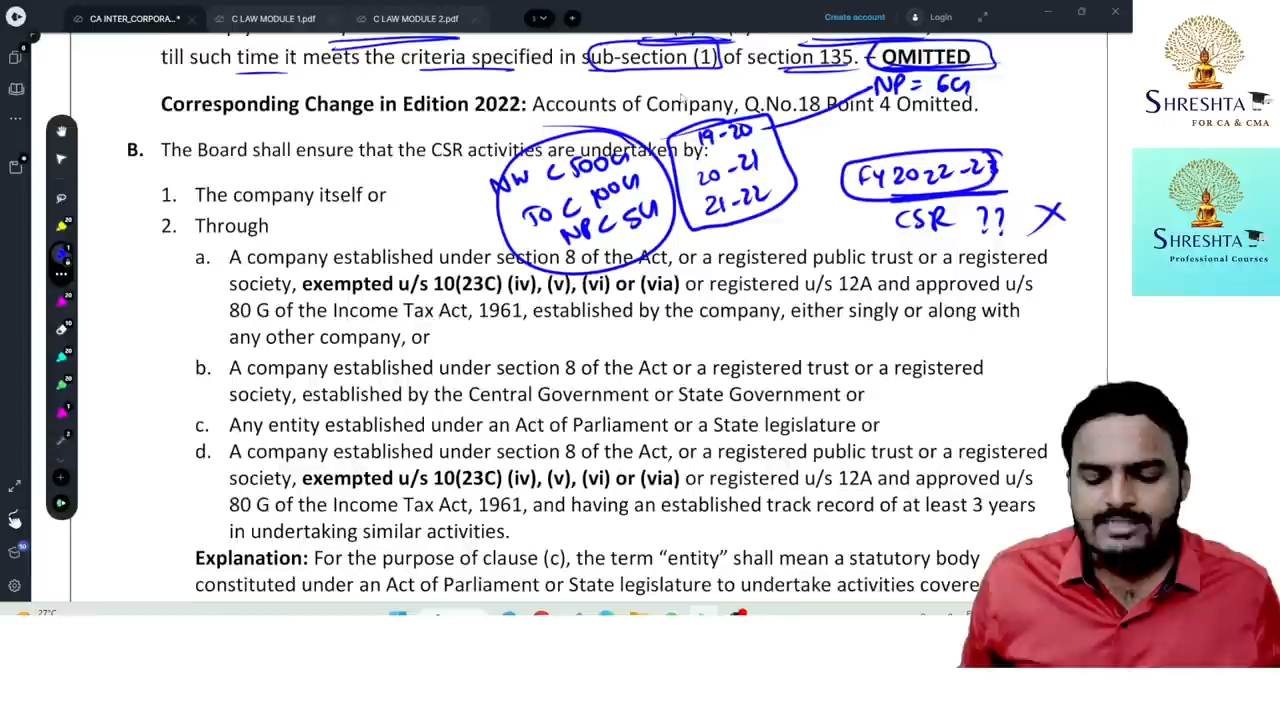 CA INTER_CORPORA...*
C LAW MODULE 1.pdf
C LAW MODULE 2.pdf
3
Create account
Login
till such time it meets the criteria specified in sub-section (1) of section 135. – OMITTED
NP = 6Cr
Corresponding Change in Edition 2022: Accounts of Company, Q.No.18 Point 4 Omitted.
19-20
20-21
21-22
B. The Board shall ensure that the CSR activities are undertaken by:
NW < 500Cr
TO < 100Cr
NP < 5Cr
FY 2022-23
CSR ?? X
1. The company itself or
2. Through
a. A company established under section 8 of the Act, or a registered public trust or a registered
society, exempted u/s 10(23C) (iv), (v), (vi) or (via) or registered u/s 12A and approved u/s
80 G of the Income Tax Act, 1961, established by the company, either singly or along with
any other company, or
b. A company established under section 8 of the Act or a registered trust or a registered
society, established by the Central Government or State Government or
c. Any entity established under an Act of Parliament or a State legislature or
d. A company established under section 8 of the Act, or a registered public trust or a registered
society, exempted u/s 10(23C) (iv), (v), (vi) or (via) or registered u/s 12A and approved u/s
80 G of the Income Tax Act, 1961, and having an established track record of at least 3 years
in undertaking similar activities.
Explanation: For the purpose of clause (c), the term “entity” shall mean a statutory body
constituted under an Act of Parliament or State legislature to undertake activities covere
27°C
SHRESHTA
FOR CA & CMA
SHRESHTA
Professional Courses